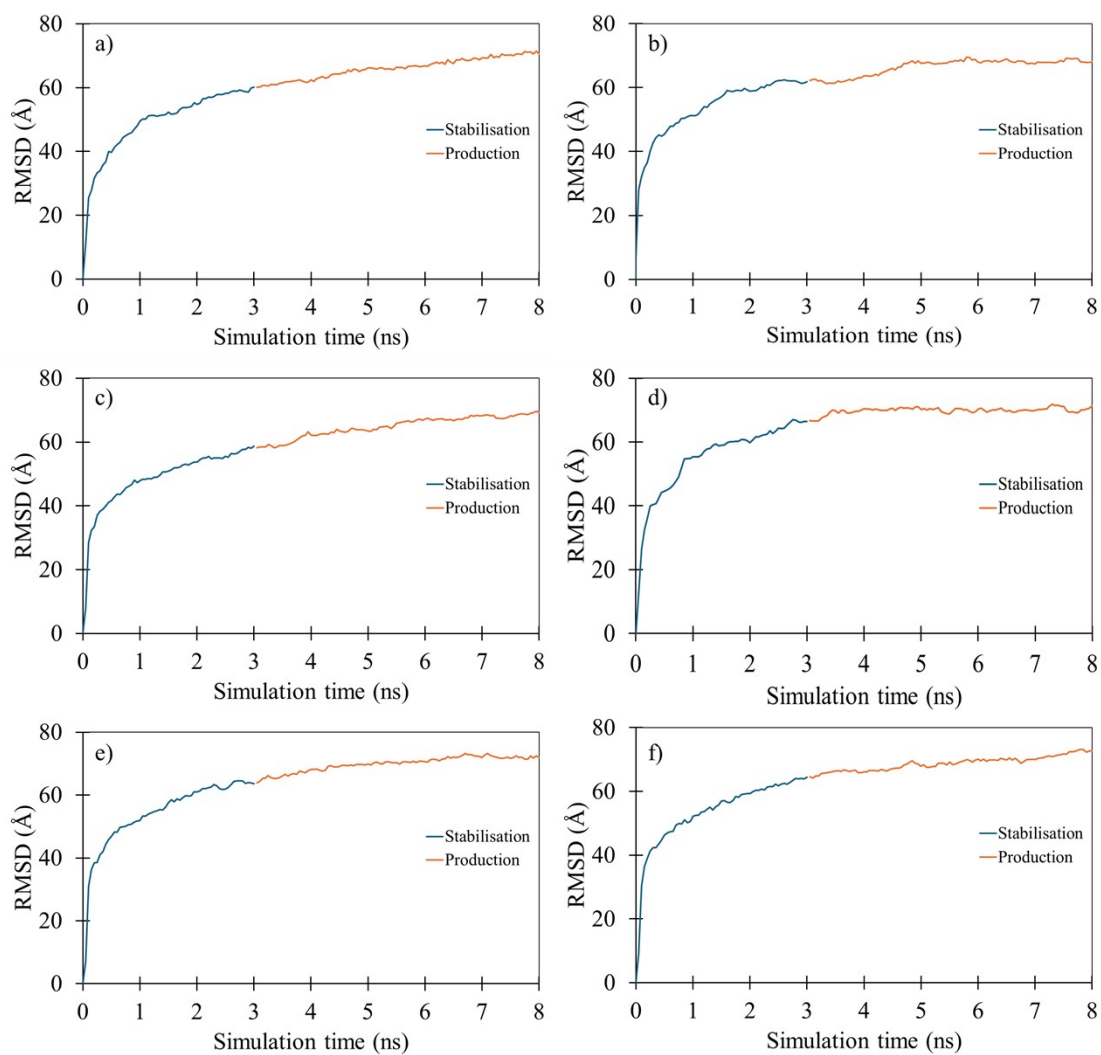 a)
80
60
40
20
0
RMSD (Å)
Stabilisation
Production
0 1 2 3 4 5 6 7 8
Simulation time (ns)
b)
80
60
40
20
0
RMSD (Å)
Stabilisation
Production
0 1 2 3 4 5 6 7 8
Simulation time (ns)
c)
80
60
40
20
0
RMSD (Å)
Stabilisation
Production
0 1 2 3 4 5 6 7 8
Simulation time (ns)
d)
80
60
40
20
0
RMSD (Å)
Stabilisation
Production
0 1 2 3 4 5 6 7 8
Simulation time (ns)
e)
80
60
40
20
0
RMSD (Å)
Stabilisation
Production
0 1 2 3 4 5 6 7 8
Simulation time (ns)
f)
80
60
40
20
0
RMSD (Å)
Stabilisation
Production
0 1 2 3 4 5 6 7 8
Simulation time (ns)